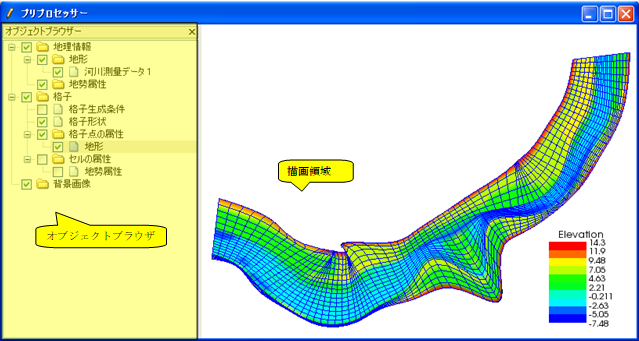 プリプロセッサー
オブジェクトブラウザー
地理情報
地形
河川測量データ1
地勢属性
格子
格子生成条件
格子形状
格子点の属性
地形
セルの属性
地勢属性
背景画像
描画領域
オブジェクトブラウザ
Elevation
14.3
11.9
9.48
7.05
4.63
2.21
-0.211
-2.63
-5.05
-7.48